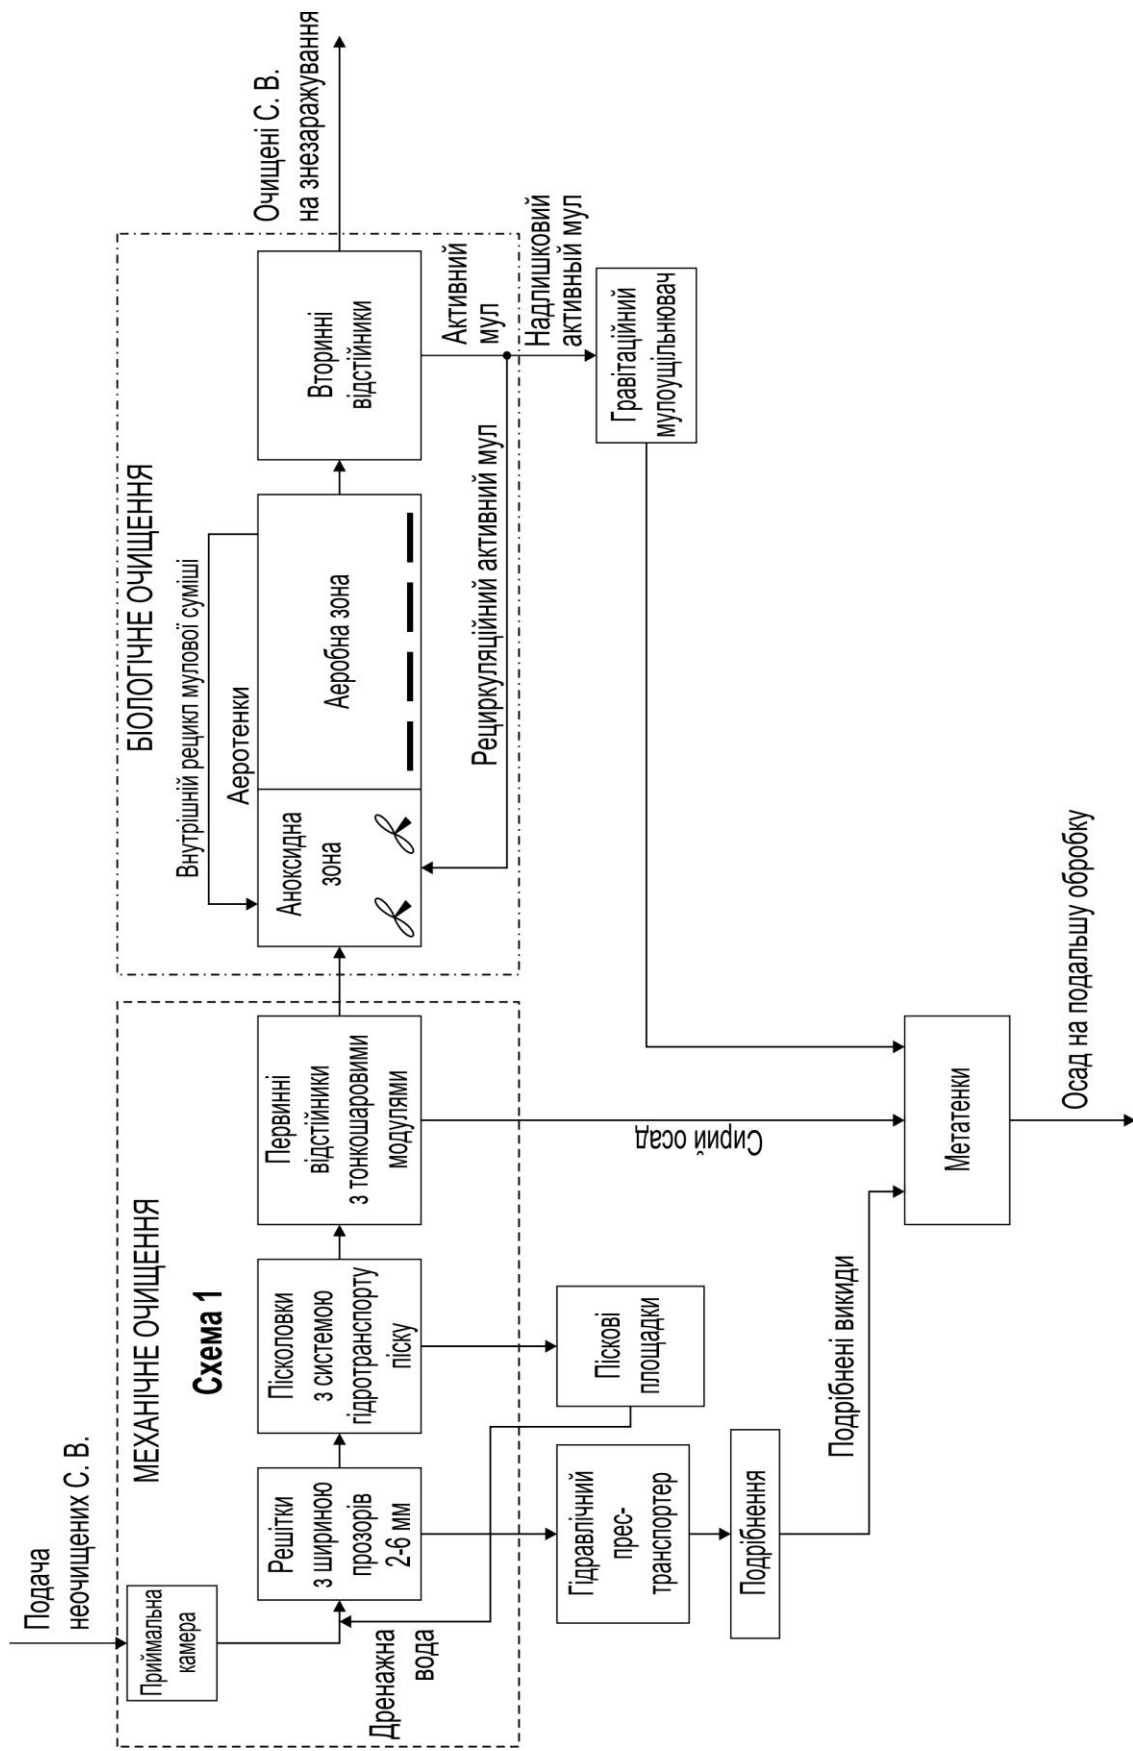 Подача
неочищених С. В.
МЕХАНІЧНЕ ОЧИЩЕННЯ
Схема 1
Приймальна
камера
Решітки
з шириною
прозорів
2-6 мм
Пісколовки
з системою
гідротранспорту
піску
Первинні
відстійники
з тонкошаровими
модулями
Дренажна
вода
Гідравлічний
прес-
транспортер
Піскові
площадки
Подрібнення
Подрібнені викиди
Сирий осад
БІОЛОГІЧНЕ ОЧИЩЕННЯ
Внутрішній рецикл мулової суміші
Аеротенки
Аноксидна
зона
Аеробна зона
Вторинні
відстійники
Очищені С. В.
на знезаражування
Активний
мул
Рециркуляційний активний мул
Надлишковий
активный мул
Гравітаційний
мулоущільнювач
Метатенки
Осад на подальшу обробку